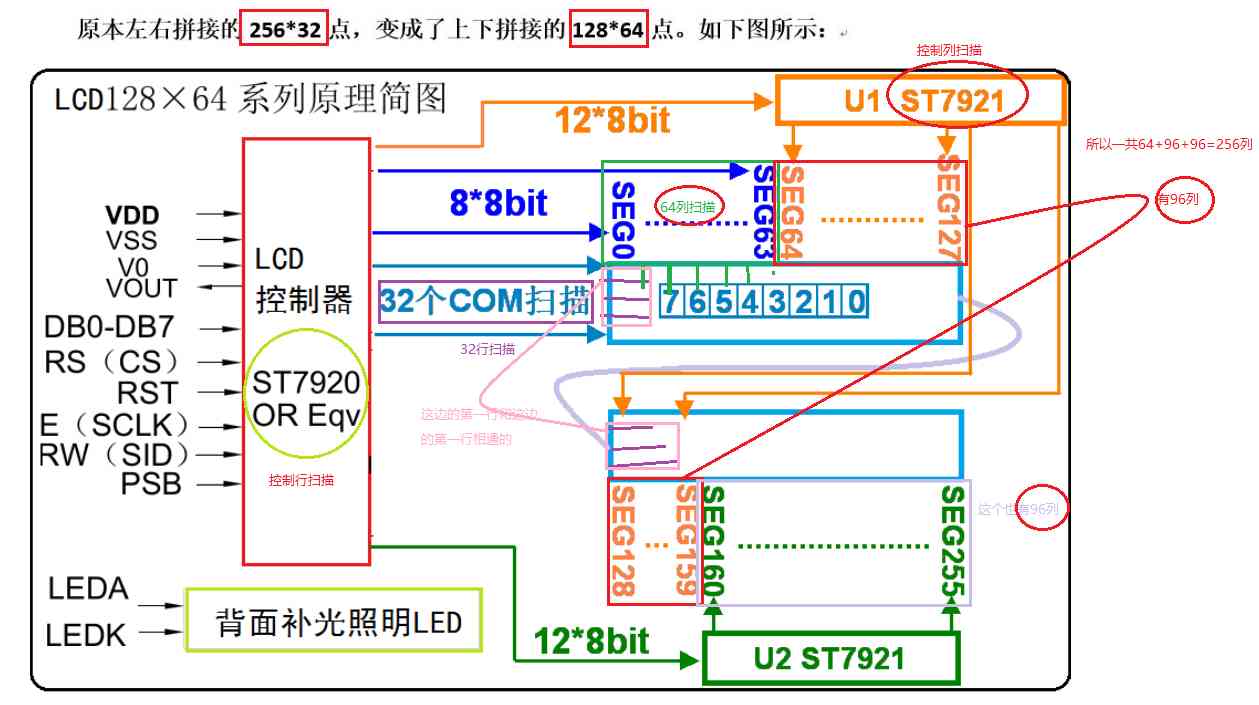 原本左右拼接的 256*32 点，变成了上下拼接的 128*64 点。如下图所示：
控制列扫描
LCD128×64 系列原理简图
U1 ST7921
12*8bit
所以一共64+96+96=256列
8*8bit
SEG0
64列扫描
SEG63
SEG64
SEG127
有96列
VDD
VSS
V0
VOUT
DB0-DB7
RS（CS）
RST
E（SCLK）
RW（SID）
PSB
LCD
控制器
ST7920
OR Eqv
控制行扫描
32个COM扫描
7 6 5 4 3 2 1 0
32行扫描
这边的第一行和这边
的第一行相通的
SEG128
SEG159
SEG160
SEG255
这个也有96列
LEDA
LEDK
背面补光照明LED
12*8bit
U2 ST7921